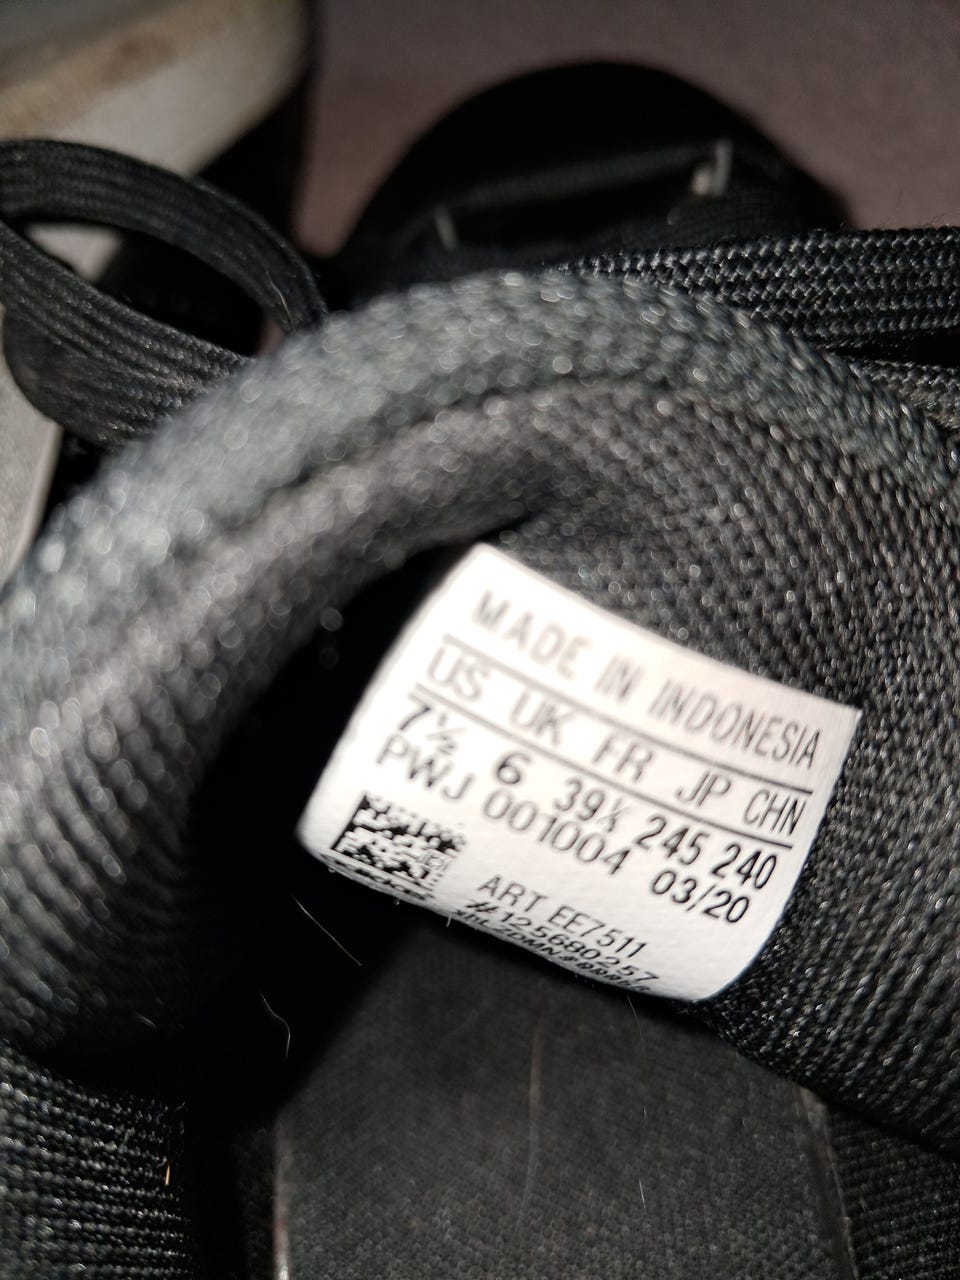 MADE IN INDONESIA
US UK FR JP CHN
7½ 6 39⅓ 245 240
PWJ 001004 03/20
ART EE7511
#125680257